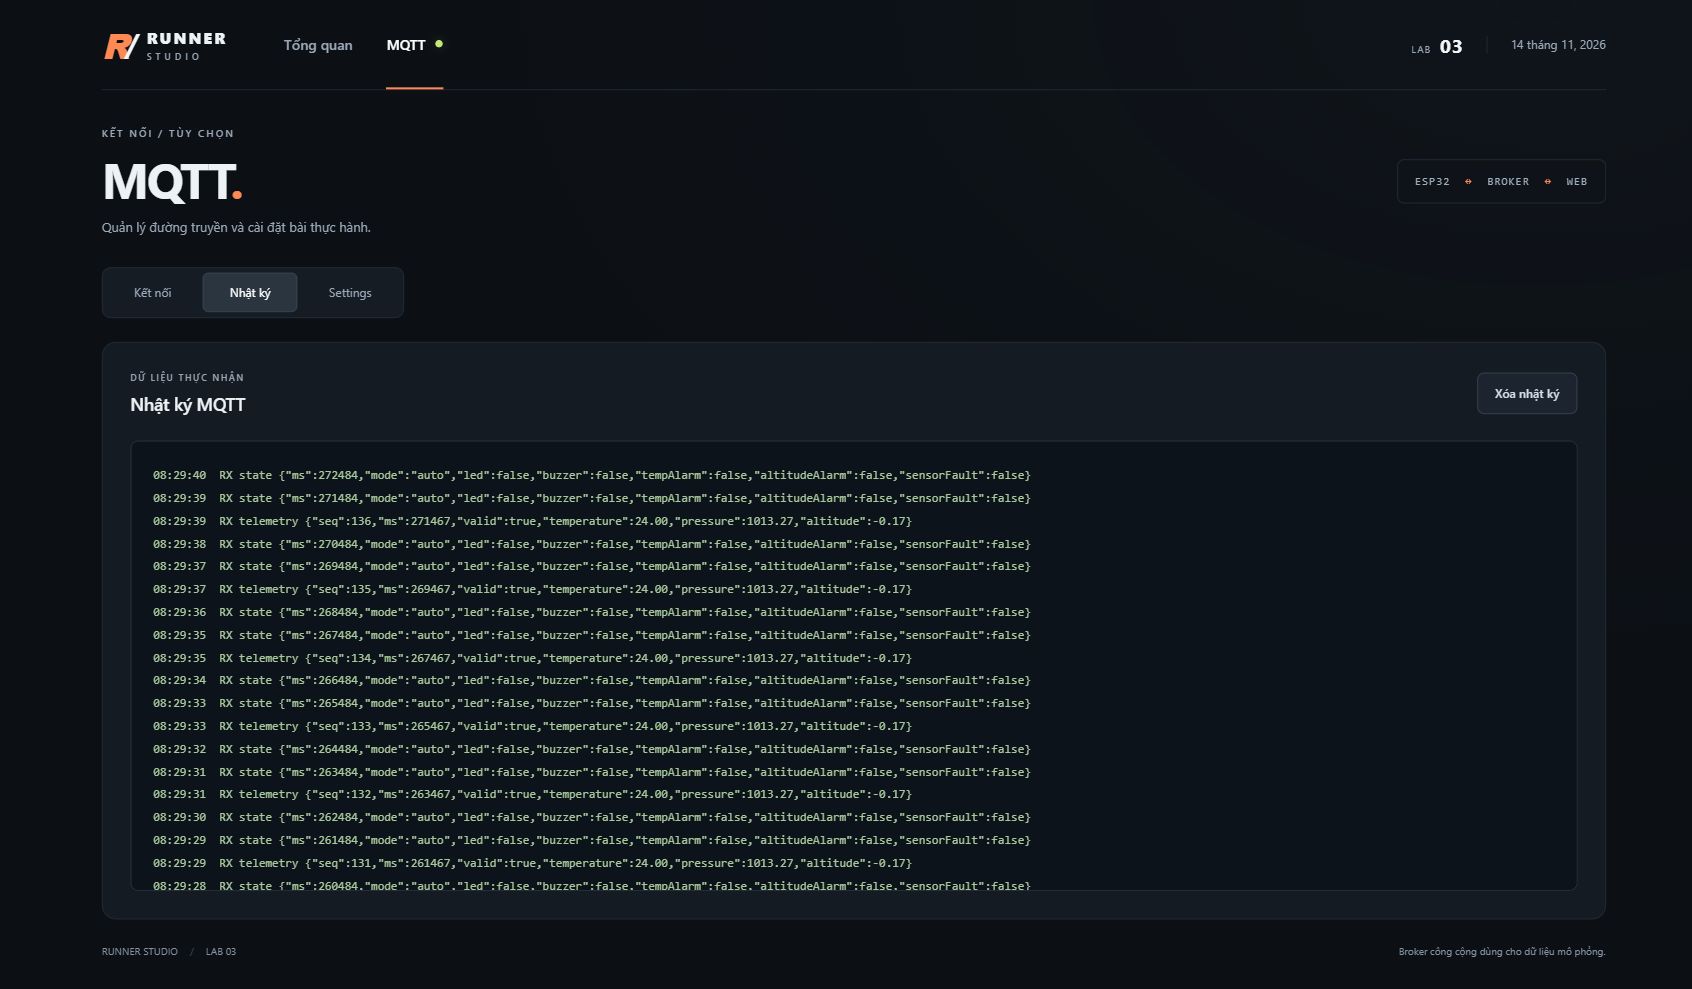 RUNNER
STUDIO
Tổng quan
MQTT
LAB 03
14 tháng 11, 2026
KẾT NỐI / TÙY CHỌN
MQTT.
Quản lý đường truyền và cài đặt bài thực hành.
ESP32 ↔ BROKER ↔ WEB
Kết nối
Nhật ký
Settings
DỮ LIỆU THỰC NHẬN
Nhật ký MQTT
Xóa nhật ký
08:29:40 RX state {"ms":272484,"mode":"auto","led":false,"buzzer":false,"tempAlarm":false,"altitudeAlarm":false,"sensorFault":false}
08:29:39 RX state {"ms":271484,"mode":"auto","led":false,"buzzer":false,"tempAlarm":false,"altitudeAlarm":false,"sensorFault":false}
08:29:39 RX telemetry {"seq":136,"ms":271467,"valid":true,"temperature":24.00,"pressure":1013.27,"altitude":-0.17}
08:29:38 RX state {"ms":270484,"mode":"auto","led":false,"buzzer":false,"tempAlarm":false,"altitudeAlarm":false,"sensorFault":false}
08:29:37 RX state {"ms":269484,"mode":"auto","led":false,"buzzer":false,"tempAlarm":false,"altitudeAlarm":false,"sensorFault":false}
08:29:37 RX telemetry {"seq":135,"ms":269467,"valid":true,"temperature":24.00,"pressure":1013.27,"altitude":-0.17}
08:29:36 RX state {"ms":268484,"mode":"auto","led":false,"buzzer":false,"tempAlarm":false,"altitudeAlarm":false,"sensorFault":false}
08:29:35 RX state {"ms":267484,"mode":"auto","led":false,"buzzer":false,"tempAlarm":false,"altitudeAlarm":false,"sensorFault":false}
08:29:35 RX telemetry {"seq":134,"ms":267467,"valid":true,"temperature":24.00,"pressure":1013.27,"altitude":-0.17}
08:29:34 RX state {"ms":266484,"mode":"auto","led":false,"buzzer":false,"tempAlarm":false,"altitudeAlarm":false,"sensorFault":false}
08:29:33 RX state {"ms":265484,"mode":"auto","led":false,"buzzer":false,"tempAlarm":false,"altitudeAlarm":false,"sensorFault":false}
08:29:33 RX telemetry {"seq":133,"ms":265467,"valid":true,"temperature":24.00,"pressure":1013.27,"altitude":-0.17}
08:29:32 RX state {"ms":264484,"mode":"auto","led":false,"buzzer":false,"tempAlarm":false,"altitudeAlarm":false,"sensorFault":false}
08:29:31 RX state {"ms":263484,"mode":"auto","led":false,"buzzer":false,"tempAlarm":false,"altitudeAlarm":false,"sensorFault":false}
08:29:31 RX telemetry {"seq":132,"ms":263467,"valid":true,"temperature":24.00,"pressure":1013.27,"altitude":-0.17}
08:29:30 RX state {"ms":262484,"mode":"auto","led":false,"buzzer":false,"tempAlarm":false,"altitudeAlarm":false,"sensorFault":false}
08:29:29 RX state {"ms":261484,"mode":"auto","led":false,"buzzer":false,"tempAlarm":false,"altitudeAlarm":false,"sensorFault":false}
08:29:29 RX telemetry {"seq":131,"ms":261467,"valid":true,"temperature":24.00,"pressure":1013.27,"altitude":-0.17}
08:29:28 RX state {"ms":260484,"mode":"auto","led":false,"buzzer":false,"tempAlarm":false,"altitudeAlarm":false,"sensorFault":false}
RUNNER STUDIO / LAB 03
Broker công cộng dùng cho dữ liệu mô phỏng.